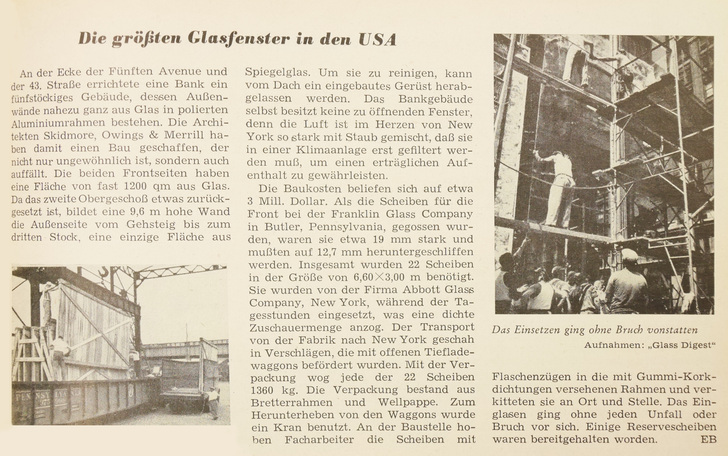 Die größten Glasfenster in den USA
An der Ecke der Fünften Avenue und
der 43. Straße errichtete eine Bank ein
fünfstöckiges Gebäude, dessen Außen-
wände nahezu ganz aus Glas in polierten
Aluminiumrahmen bestehen. Die Archi-
tekten Skidmore, Owings & Merrill ha-
ben damit einen Bau geschaffen, der
nicht nur ungewöhnlich ist, sondern auch
auffällt. Die beiden Frontseiten haben
eine Fläche von fast 1200 qm aus Glas.
Da das zweite Obergeschoß etwas zurück-
gesetzt ist, bildet eine 9,6 m hohe Wand
die Außenseite vom Gehsteig bis zum
dritten Stock, eine einzige Fläche aus
Spiegelglas. Um sie zu reinigen, kann
vom Dach ein eingebautes Gerüst herab-
gelassen werden. Das Bankgebäude
selbst besitzt keine zu öffnenden Fenster,
denn die Luft ist im Herzen von New
York so stark mit Staub gemischt, daß sie
in einer Klimaanlage erst gefiltert wer-
den muß, um einen erträglichen Auf-
enthalt zu gewährleisten.
Die Baukosten beliefen sich auf etwa
3 Mill. Dollar. Als die Scheiben für die
Front bei der Franklin Glass Company
in Butler, Pennsylvania, gegossen wur-
den, waren sie etwa 19 mm stark und
mußten auf 12,7 mm heruntergeschliffen
werden. Insgesamt wurden 22 Scheiben
in der Größe von 6,60×3,00 m benötigt.
Sie wurden von der Firma Abbott Glass
Company, New York, während der Ta-
gesstunden eingesetzt, was eine dichte
Zuschauermenge anzog. Der Transport
von der Fabrik nach New York geschah
in Verschlägen, die mit offenen Tieflade-
waggons befördert wurden. Mit der Ver-
packung wog jede der 22 Scheiben
1360 kg. Die Verpackung bestand aus
Bretterrahmen und Wellpappe. Zum
Herunterheben von den Waggons wurde
ein Kran benutzt. An der Baustelle ho-
ben Facharbeiter die Scheiben mit
Das Einsetzen ging ohne Bruch vonstatten
Aufnahmen: „Glass Digest"
Flaschenzügen in die mit Gummi-Kork-
dichtungen versehenen Rahmen und ver-
kitteten sie an Ort und Stelle. Das Ein-
glasen ging ohne jeden Unfall oder
Bruch vor sich. Einige Reservescheiben
waren bereitgehalten worden. EB